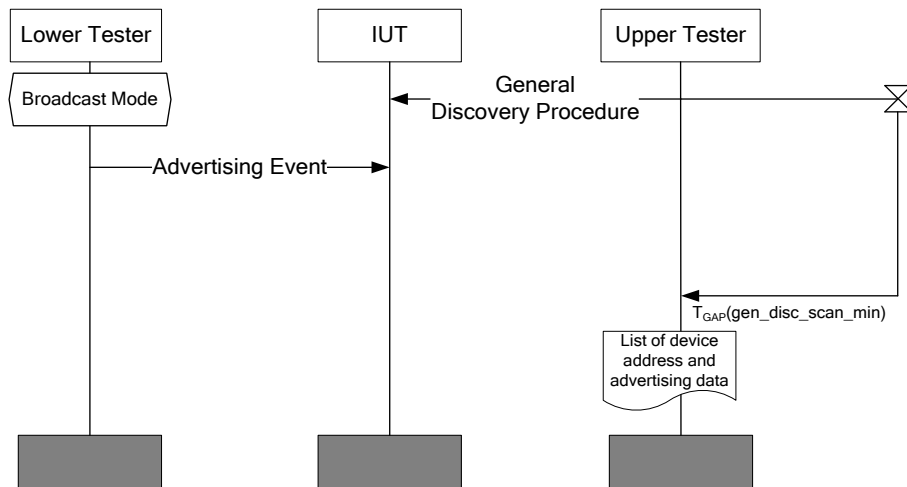 Lower Tester
IUT
Upper Tester
Broadcast Mode
General
Discovery Procedure
Advertising Event
TGAP(gen_disc_scan_min)
List of device
address and
advertising data